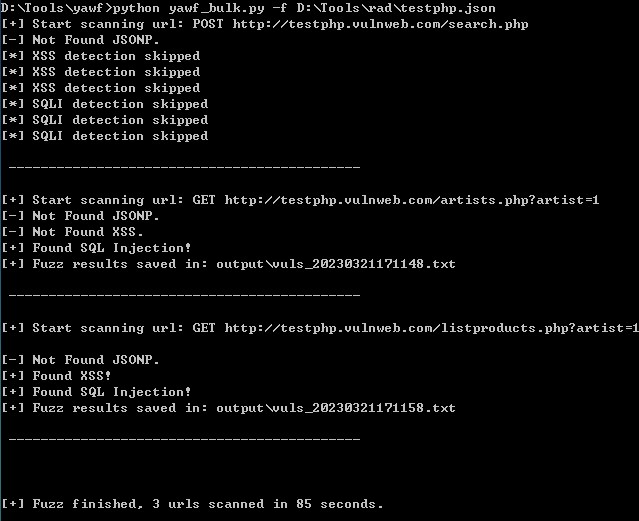 D:\Tools\yawf>python yawf_bulk.py -f D:\Tools\rad\testphp.json
[+] Start scanning url: POST http://testphp.vulnweb.com/search.php
[-] Not Found JSONP.
[*] XSS detection skipped
[*] XSS detection skipped
[*] XSS detection skipped
[*] SQLI detection skipped
[*] SQLI detection skipped
[*] SQLI detection skipped
--------------------------------------------
[+] Start scanning url: GET http://testphp.vulnweb.com/artists.php?artist=1
[-] Not Found JSONP.
[-] Not Found XSS.
[+] Found SQL Injection!
[+] Fuzz results saved in: output\vuls_20230321171148.txt
--------------------------------------------
[+] Start scanning url: GET http://testphp.vulnweb.com/listproducts.php?artist=1
[-] Not Found JSONP.
[+] Found XSS!
[+] Found SQL Injection!
[+] Fuzz results saved in: output\vuls_20230321171158.txt
--------------------------------------------
[+] Fuzz finished, 3 urls scanned in 85 seconds.